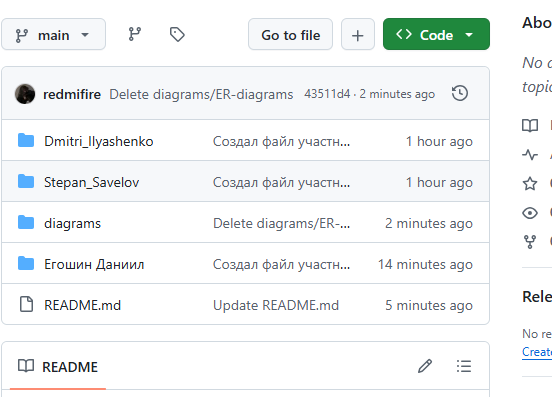 main
Go to file
Code
Abo
No d
topic
redmifire Delete diagrams/ER-diagrams 43511d4 · 2 minutes ago
Dmitri_Ilyashenko Создал файл участн... 1 hour ago
Stepan_Savelov Создал файл участн... 1 hour ago
diagrams Delete diagrams/ER-... 2 minutes ago
Егошин Даниил Создал файл участн... 14 minutes ago
README.md Update README.md 5 minutes ago
README
Rele
No re
Create